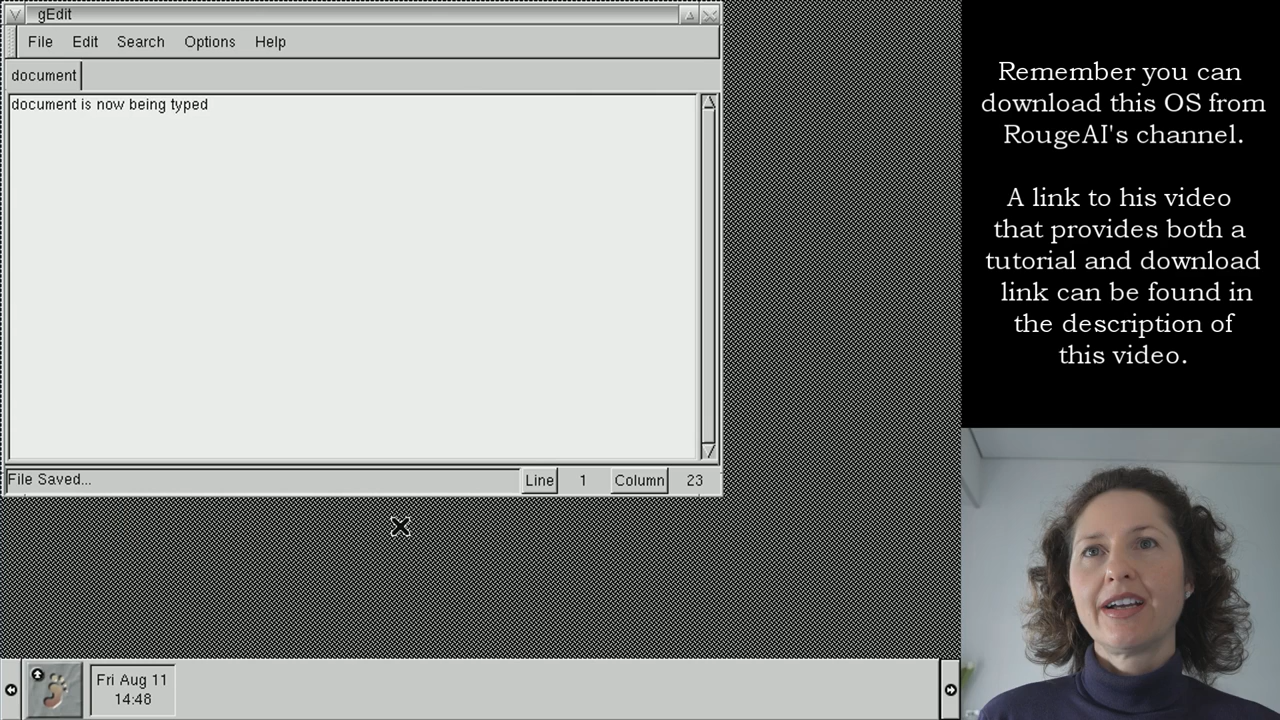 gEdit
File Edit Search Options Help
document
document is now being typed
File Saved...
Line 1 Column 23
Fri Aug 11
14:48
Remember you can
download this OS from
RougeAI's channel.
A link to his video
that provides both a
tutorial and download
link can be found in
the description of
this video.